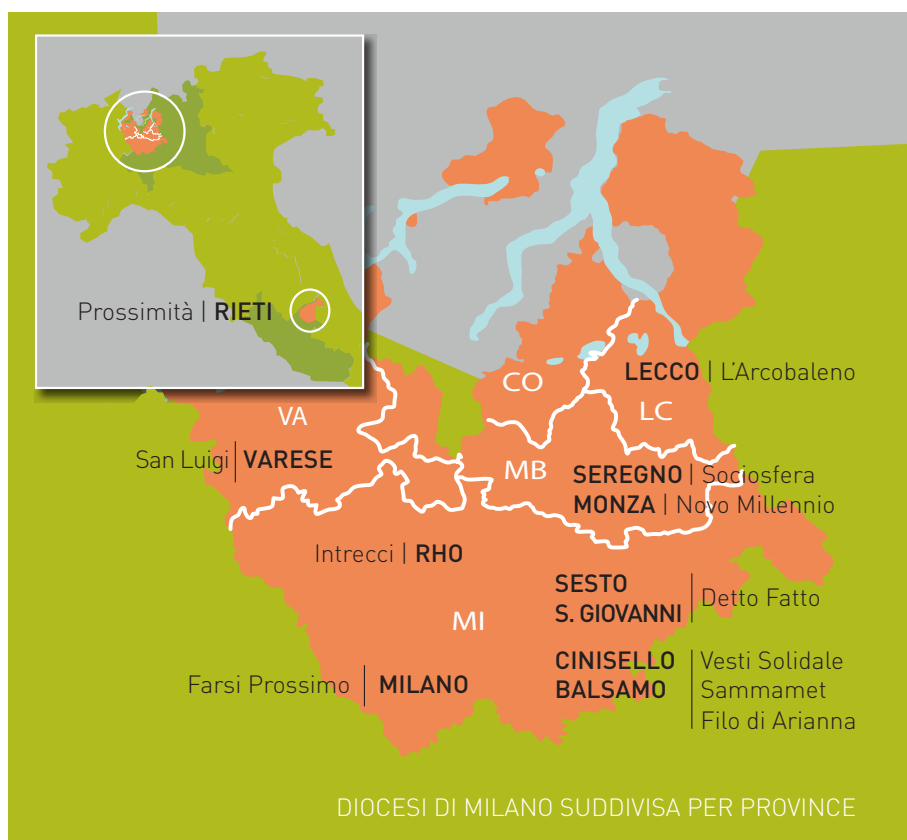 Prossimità | RIETI
CO
LECCO | L'Arcobaleno
VA
LC
San Luigi | VARESE
MB
SEREGNO | Sociosfera
MONZA | Novo Millennio
Intrecci | RHO
SESTO
S. GIOVANNI | Detto Fatto
MI
CINISELLO | Vesti Solidale
Farsi Prossimo | MILANO
BALSAMO | Sammamet
Filo di Arianna
DIOCESI DI MILANO SUDDIVISA PER PROVINCE